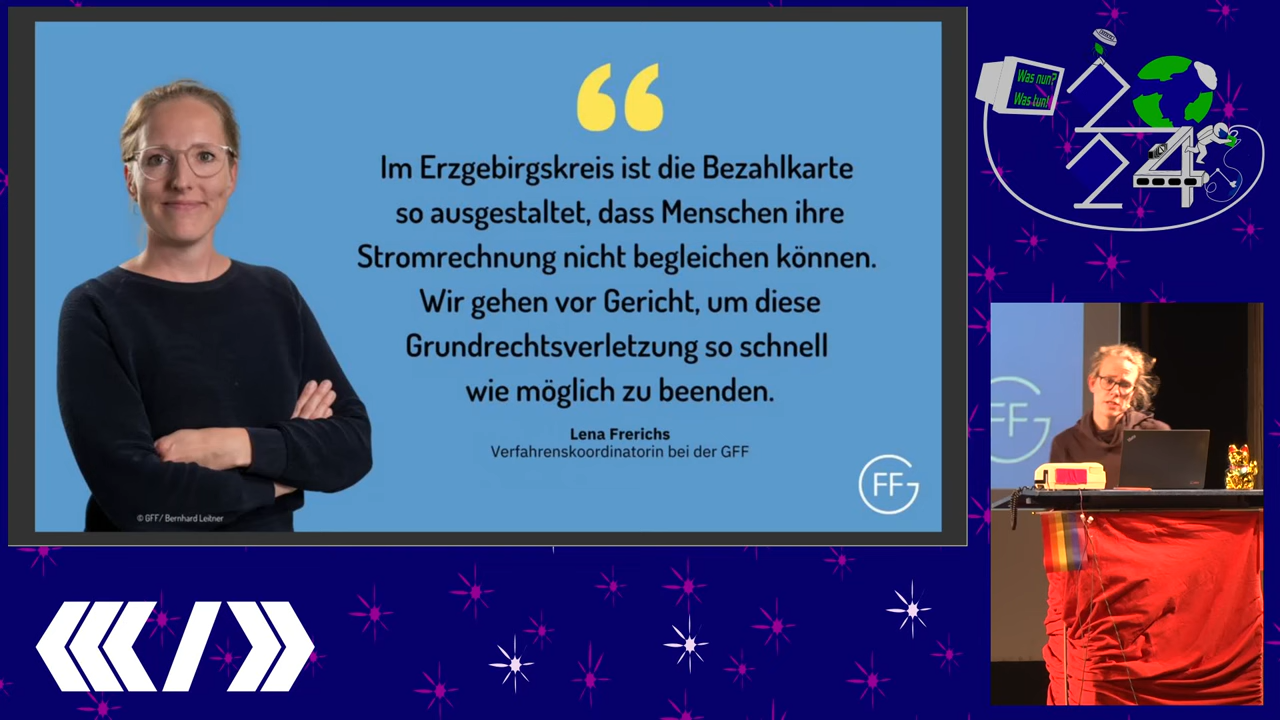 Im Erzgebirgskreis ist die Bezahlkarte
so ausgestaltet, dass Menschen ihre
Stromrechnung nicht begleichen können.
Wir gehen vor Gericht, um diese
Grundrechtsverletzung so schnell
wie möglich zu beenden.
Lena Frerichs
Verfahrenskoordinatorin bei der GFF
GFF
© GFF/ Bernhard Leitner
Was nun?
Was tun!
2024
FF